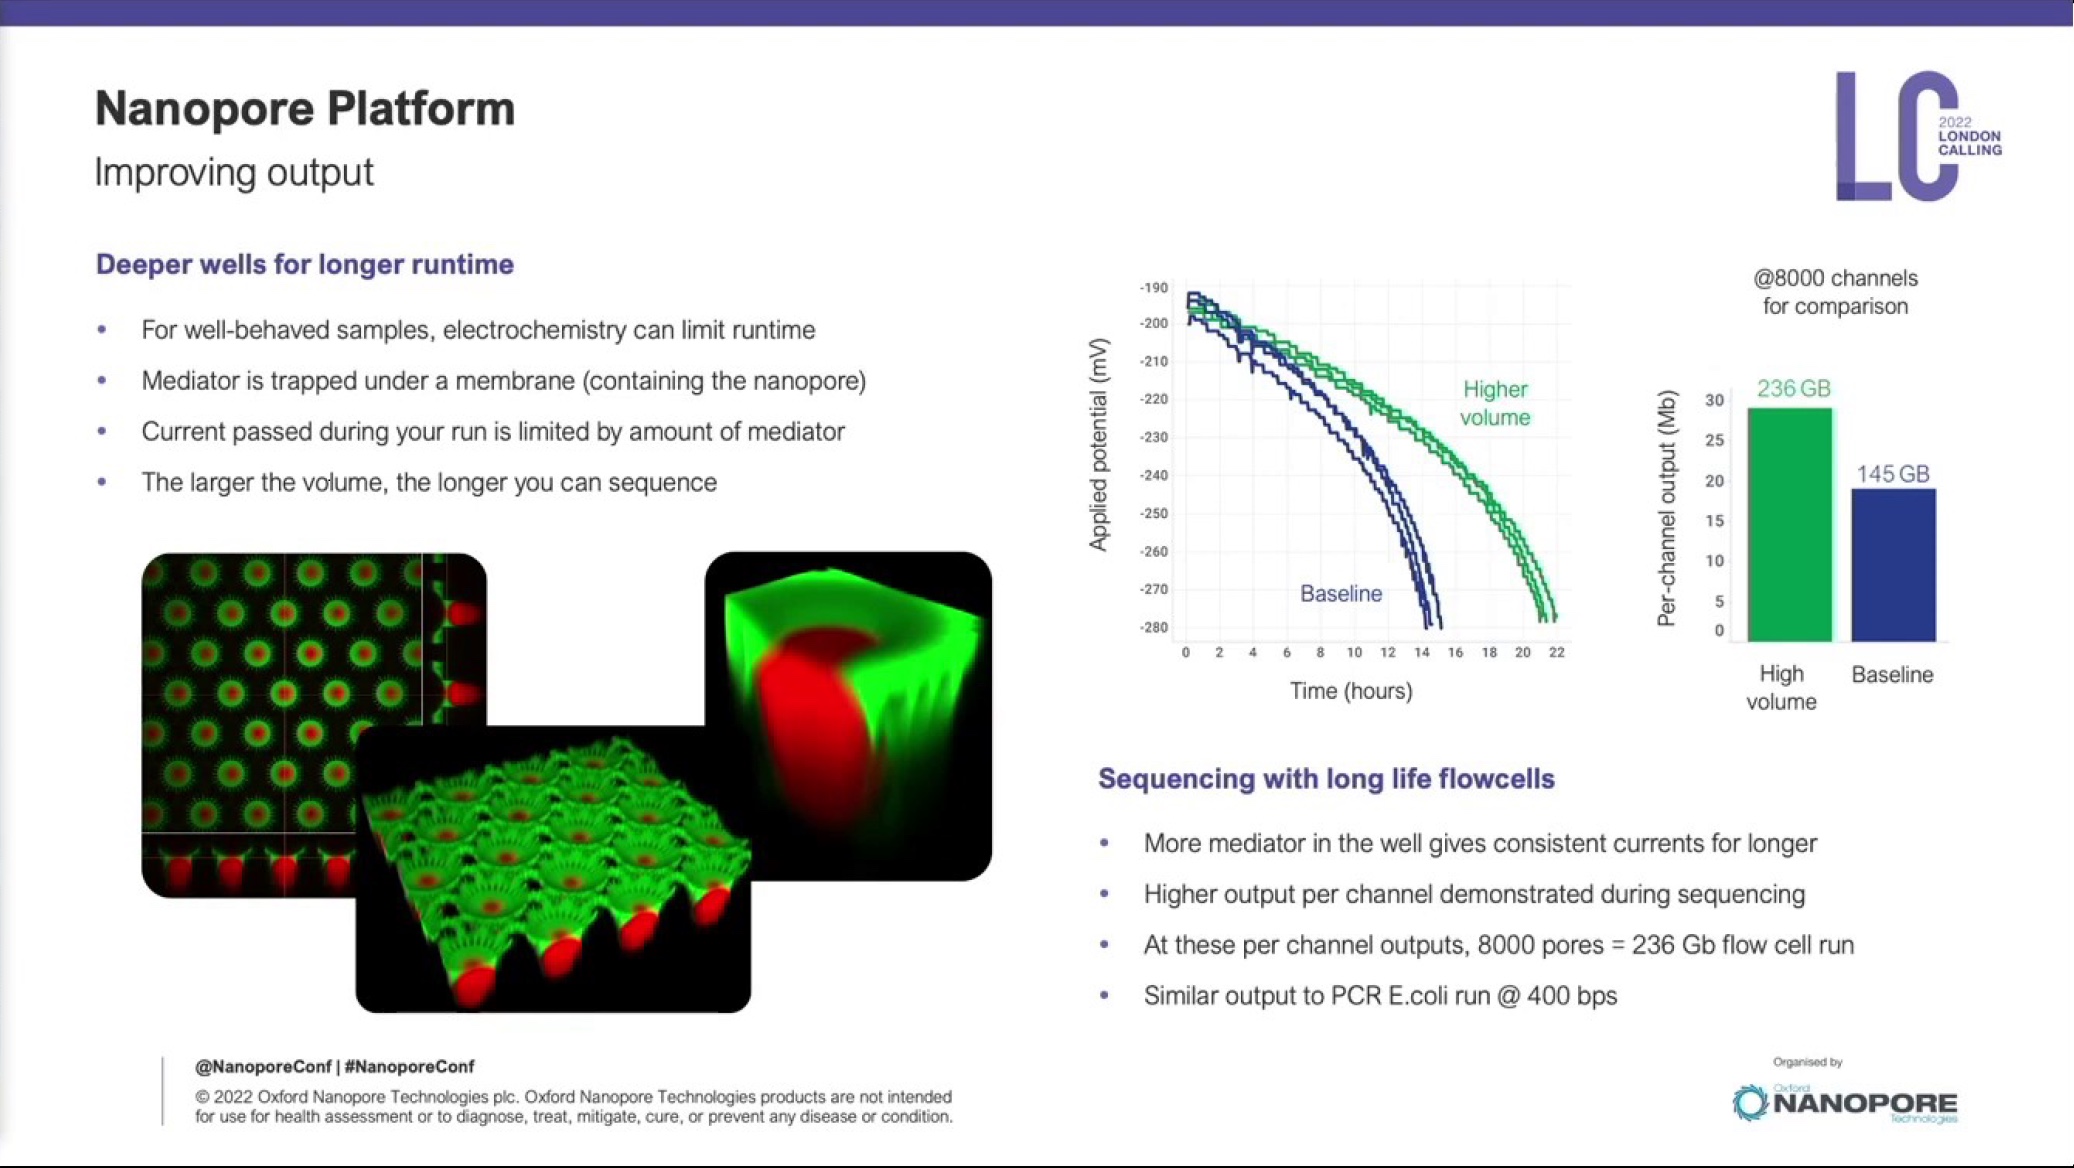 Nanopore Platform
Improving output
LC
2022
LONDON
CALLING
Deeper wells for longer runtime
• For well-behaved samples, electrochemistry can limit runtime
• Mediator is trapped under a membrane (containing the nanopore)
• Current passed during your run is limited by amount of mediator
• The larger the volume, the longer you can sequence
Applied potential (mV)
-190
-200
-210
-220
-230
-240
-250
-260
-270
-280
Higher
volume
Baseline
0 2 4 6 8 10 12 14 16 18 20 22
Time (hours)
@8000 channels
for comparison
Per-channel output (Mb)
30
25
20
15
10
5
0
236 GB
145 GB
High
volume
Baseline
Sequencing with long life flowcells
• More mediator in the well gives consistent currents for longer
• Higher output per channel demonstrated during sequencing
• At these per channel outputs, 8000 pores = 236 Gb flow cell run
• Similar output to PCR E.coli run @ 400 bps
@NanoporeConf | #NanoporeConf
© 2022 Oxford Nanopore Technologies plc. Oxford Nanopore Technologies products are not intended
for use for health assessment or to diagnose, treat, mitigate, cure, or prevent any disease or condition.
Organised by
Oxford
NANOPORE
Technologies